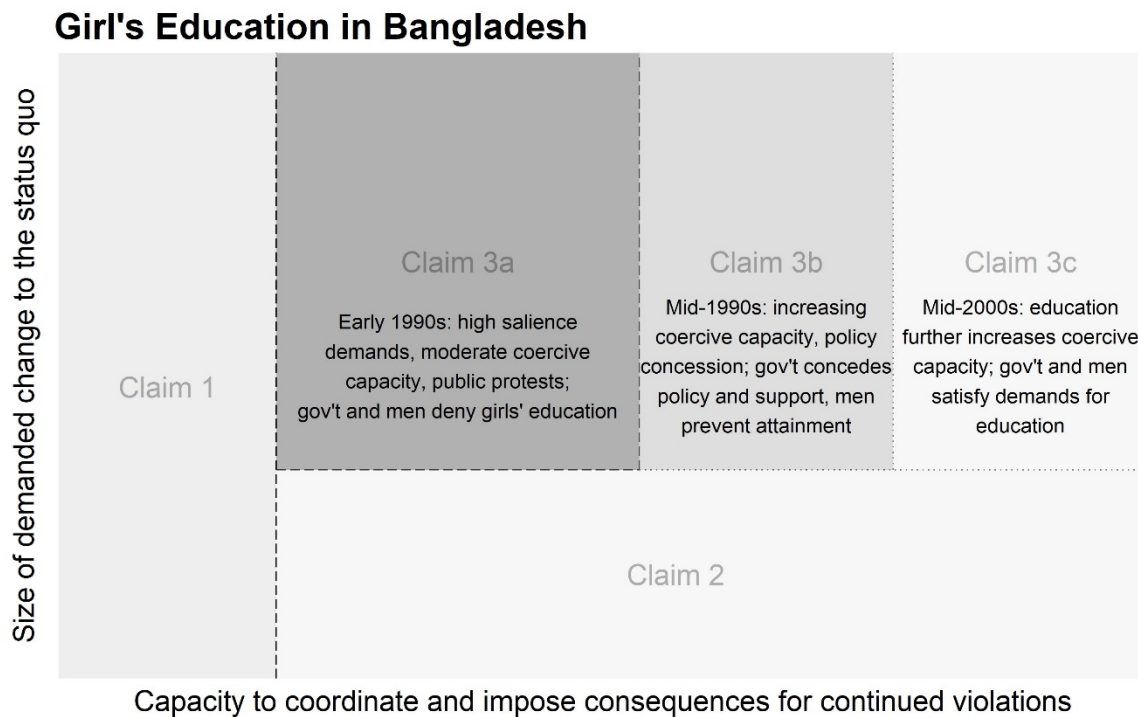 Girl's Education in Bangladesh
Size of demanded change to the status quo
Claim 1
Claim 3a
Early 1990s: high salience
demands, moderate coercive
capacity, public protests;
gov't and men deny girls' education
Claim 3b
Mid-1990s: increasing
coercive capacity, policy
concession; gov't concedes
policy and support, men
prevent attainment
Claim 3c
Mid-2000s: education
further increases coercive
capacity; gov't and men
satisfy demands for
education
Claim 2
Capacity to coordinate and impose consequences for continued violations